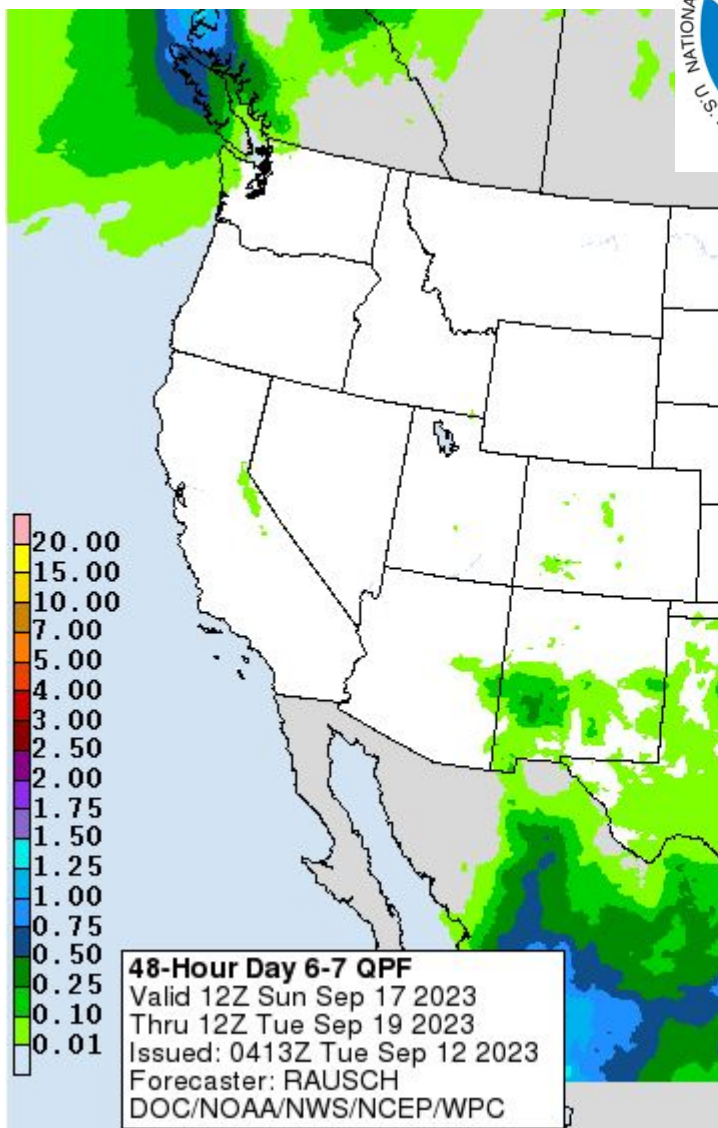 U.S. NATIONA
20.00
15.00
10.00
7.00
5.00
4.00
3.00
2.50
2.00
1.75
1.50
1.25
1.00
0.75
0.50
0.25
0.10
0.01
48-Hour Day 6-7 QPF
Valid 12Z Sun Sep 17 2023
Thru 12Z Tue Sep 19 2023
Issued: 0413Z Tue Sep 12 2023
Forecaster: RAUSCH
DOC/NOAA/NWS/NCEP/WPC